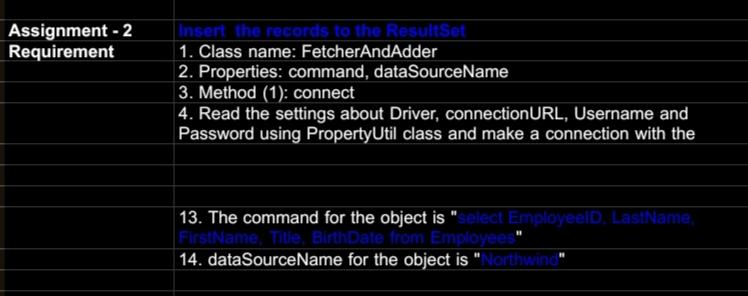 Assignment - 2
Insert the records to the ResultSet
Requirement
1. Class name: FetcherAndAdder
2. Properties: command, dataSourceName
3. Method (1): connect
4. Read the settings about Driver, connectionURL, Username and
Password using PropertyUtil class and make a connection with the
13. The command for the object is "select EmployeeID, LastName,
FirstName, Title, BirthDate from Employees"
14. dataSourceName for the object is "Northwind"